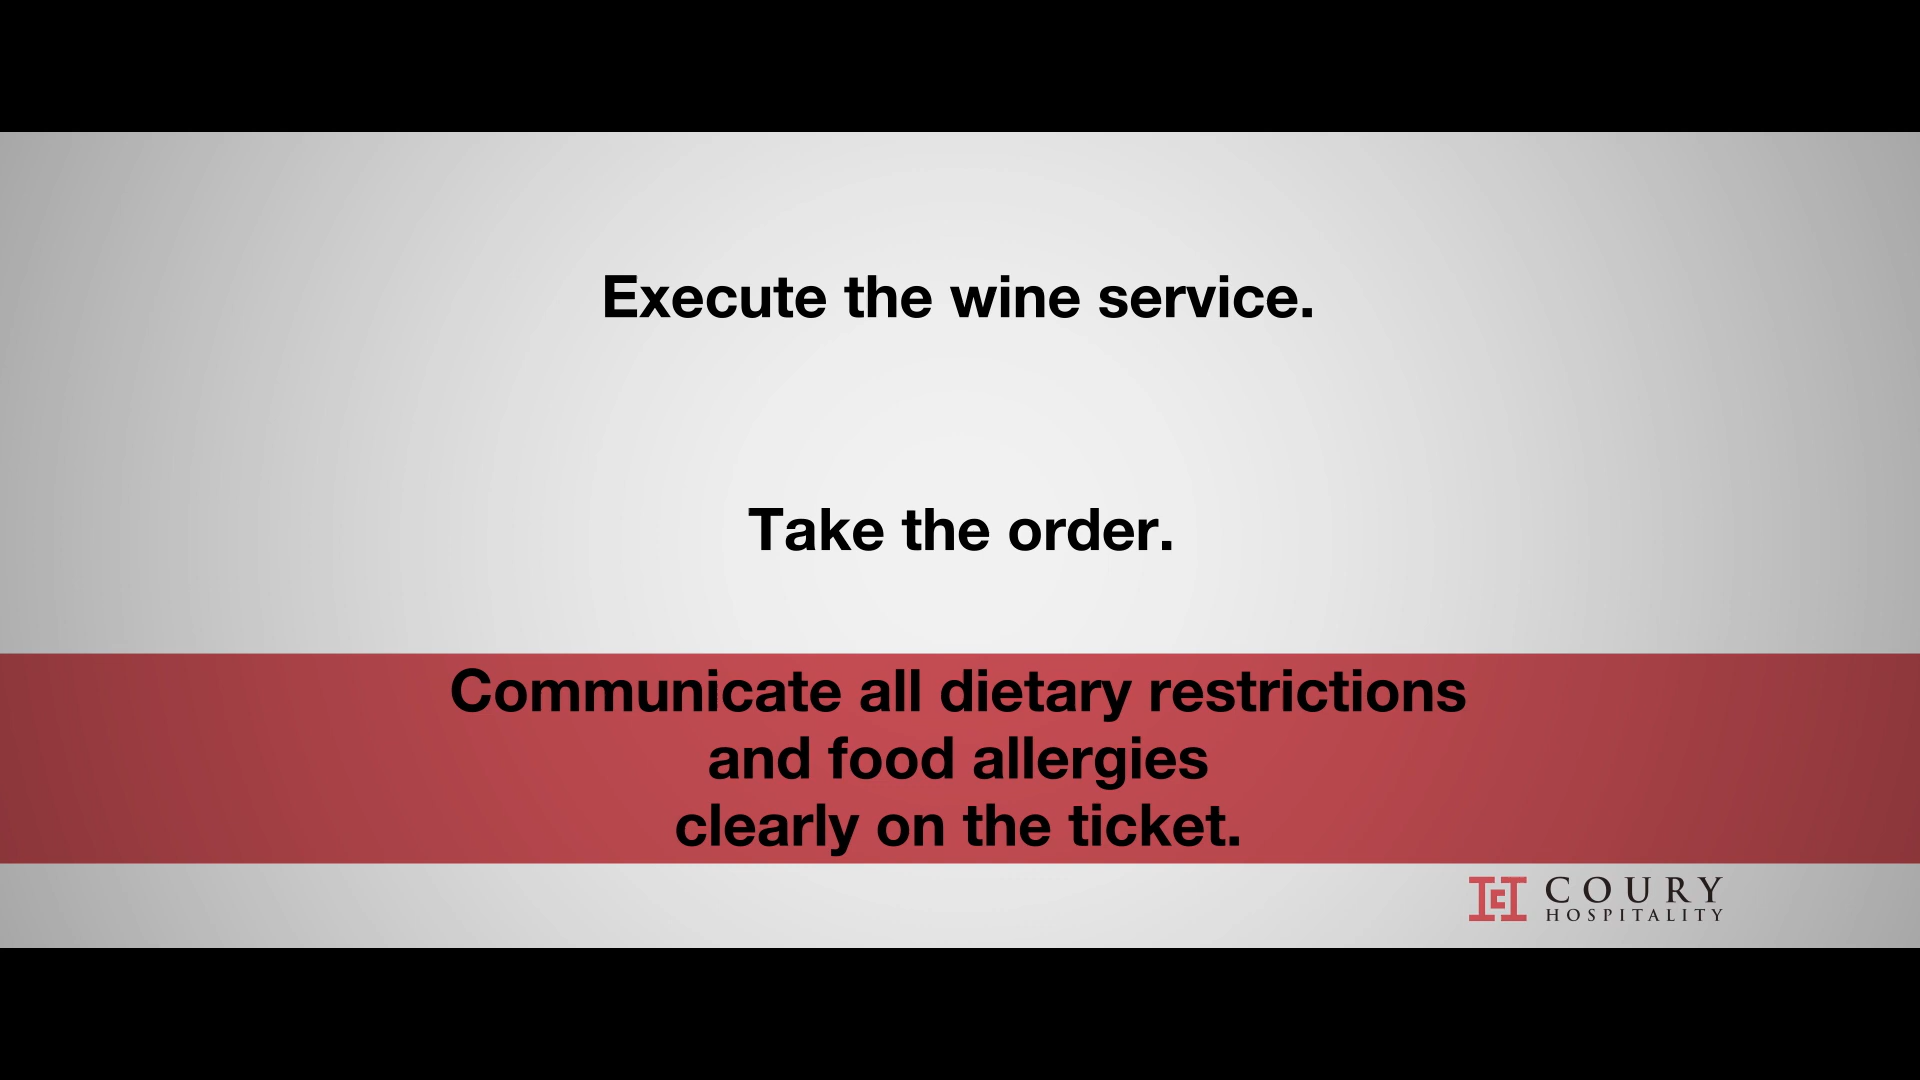 Execute the wine service.
Take the order.
Communicate all dietary restrictions
and food allergies
clearly on the ticket.
COURY
HOSPITALITY